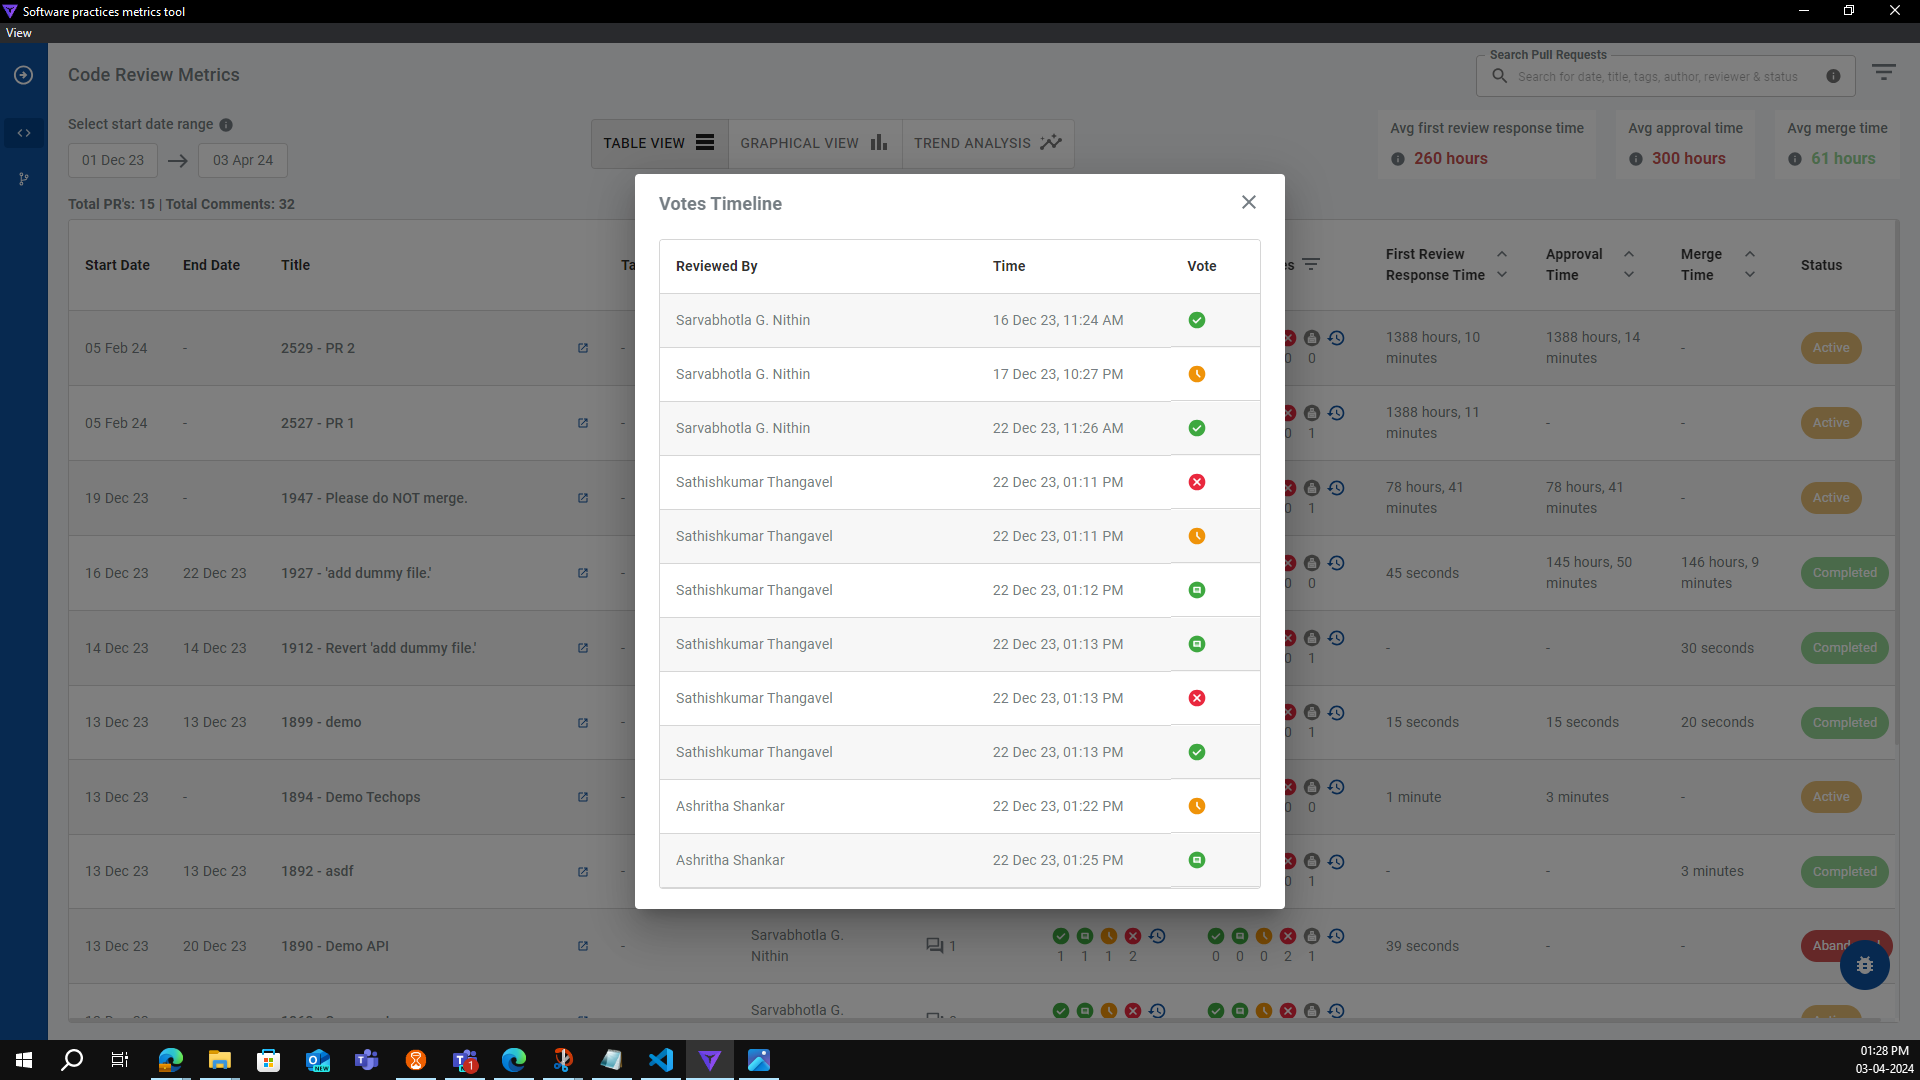 Software practices metrics tool
View
Code Review Metrics
Search Pull Requests
Search for date, title, tags, author, reviewer & status
Select start date range
01 Dec 23
03 Apr 24
TABLE VIEW
GRAPHICAL VIEW
TREND ANALYSIS
Avg first review response time
260 hours
Avg approval time
300 hours
Avg merge time
61 hours
Total PR's: 15 | Total Comments: 32
Start Date End Date Title Ta
First Review Response Time
Approval Time
Merge Time
Status
05 Feb 24 - 2529 - PR 2 - 0 0 1388 hours, 10 minutes 1388 hours, 14 minutes - Active
05 Feb 24 - 2527 - PR 1 - 0 1 1388 hours, 11 minutes - - Active
19 Dec 23 - 1947 - Please do NOT merge. - 0 1 78 hours, 41 minutes 78 hours, 41 minutes - Active
16 Dec 23 22 Dec 23 1927 - 'add dummy file.' - 0 0 45 seconds 145 hours, 50 minutes 146 hours, 9 minutes Completed
14 Dec 23 14 Dec 23 1912 - Revert 'add dummy file.' - 0 1 - - 30 seconds Completed
13 Dec 23 13 Dec 23 1899 - demo - 0 1 15 seconds 15 seconds 20 seconds Completed
13 Dec 23 - 1894 - Demo Techops - 0 0 1 minute 3 minutes - Active
13 Dec 23 13 Dec 23 1892 - asdf - 0 1 - - 3 minutes Completed
13 Dec 23 20 Dec 23 1890 - Demo API - Sarvabhotla G. Nithin 1 1 1 1 2 0 0 0 2 1 39 seconds - - Aband
Sarvabhotla G.
Votes Timeline
Reviewed By Time Vote
Sarvabhotla G. Nithin 16 Dec 23, 11:24 AM
Sarvabhotla G. Nithin 17 Dec 23, 10:27 PM
Sarvabhotla G. Nithin 22 Dec 23, 11:26 AM
Sathishkumar Thangavel 22 Dec 23, 01:11 PM
Sathishkumar Thangavel 22 Dec 23, 01:11 PM
Sathishkumar Thangavel 22 Dec 23, 01:12 PM
Sathishkumar Thangavel 22 Dec 23, 01:13 PM
Sathishkumar Thangavel 22 Dec 23, 01:13 PM
Sathishkumar Thangavel 22 Dec 23, 01:13 PM
Ashritha Shankar 22 Dec 23, 01:22 PM
Ashritha Shankar 22 Dec 23, 01:25 PM
NEW
1
01:28 PM
03-04-2024